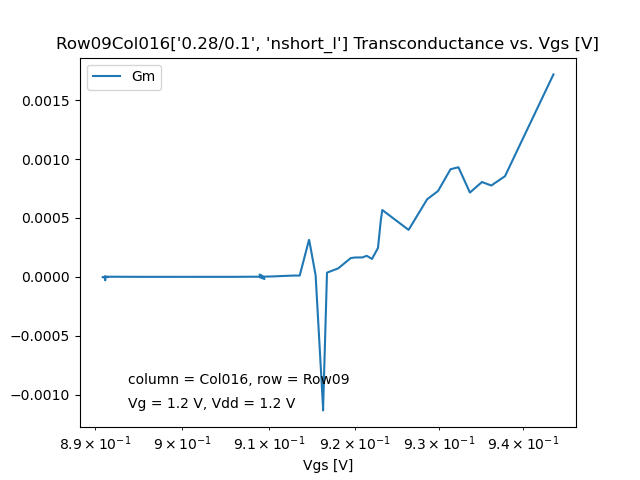 Row09Col016['0.28/0.1', 'nshort_l'] Transconductance vs. Vgs [V]
Gm
0.0015
0.0010
0.0005
0.0000
−0.0005
−0.0010
column = Col016, row = Row09
Vg = 1.2 V, Vdd = 1.2 V
8.9 × 10⁻¹ 9 × 10⁻¹ 9.1 × 10⁻¹ 9.2 × 10⁻¹ 9.3 × 10⁻¹ 9.4 × 10⁻¹
Vgs [V]